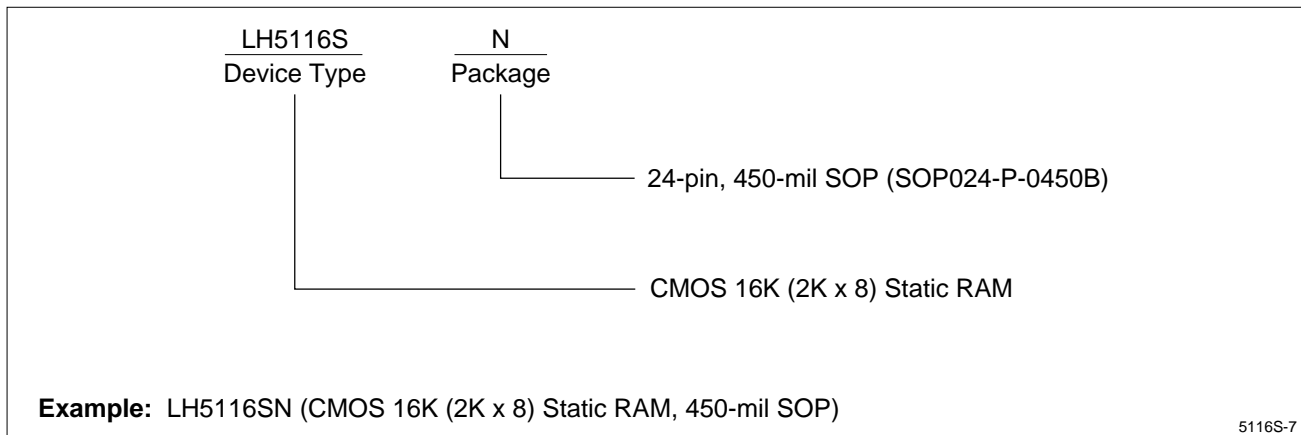 LH5116S N
Device Type Package
24-pin, 450-mil SOP (SOP024-P-0450B)
CMOS 16K (2K x 8) Static RAM
Example: LH5116SN (CMOS 16K (2K x 8) Static RAM, 450-mil SOP)
5116S-7